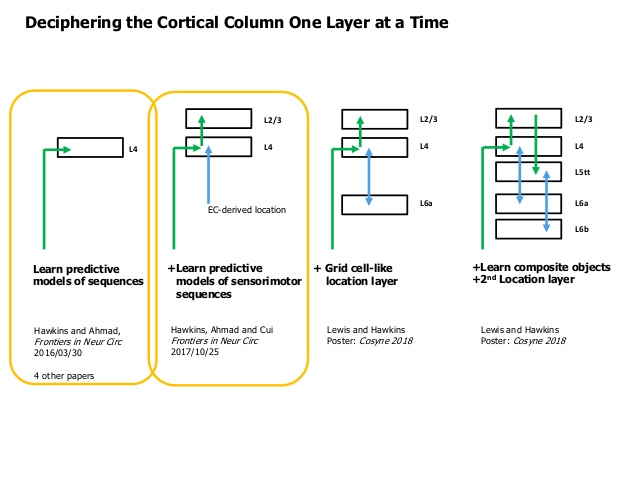 Deciphering the Cortical Column One Layer at a Time
L4
Learn predictive
models of sequences
Hawkins and Ahmad,
Frontiers in Neur Circ
2016/03/30
4 other papers
L2/3
L4
EC-derived location
+Learn predictive
models of sensorimotor
sequences
Hawkins, Ahmad and Cui
Frontiers in Neur Circ
2017/10/25
L2/3
L4
L6a
+ Grid cell-like
location layer
Lewis and Hawkins
Poster: Cosyne 2018
L2/3
L4
L5tt
L6a
L6b
+Learn composite objects
+2nd Location layer
Lewis and Hawkins
Poster: Cosyne 2018